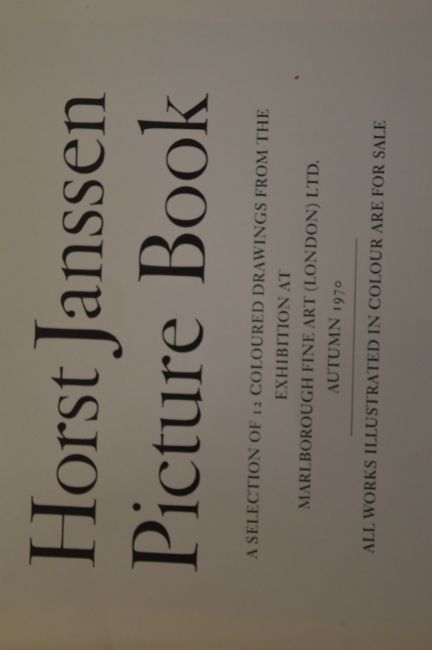 Horst Janssen
Picture Book
A SELECTION OF 12 COLOURED DRAWINGS FROM THE
EXHIBITION AT
MARLBOROUGH FINE ART (LONDON) LTD.
AUTUMN 1970
ALL WORKS ILLUSTRATED IN COLOUR ARE FOR SALE